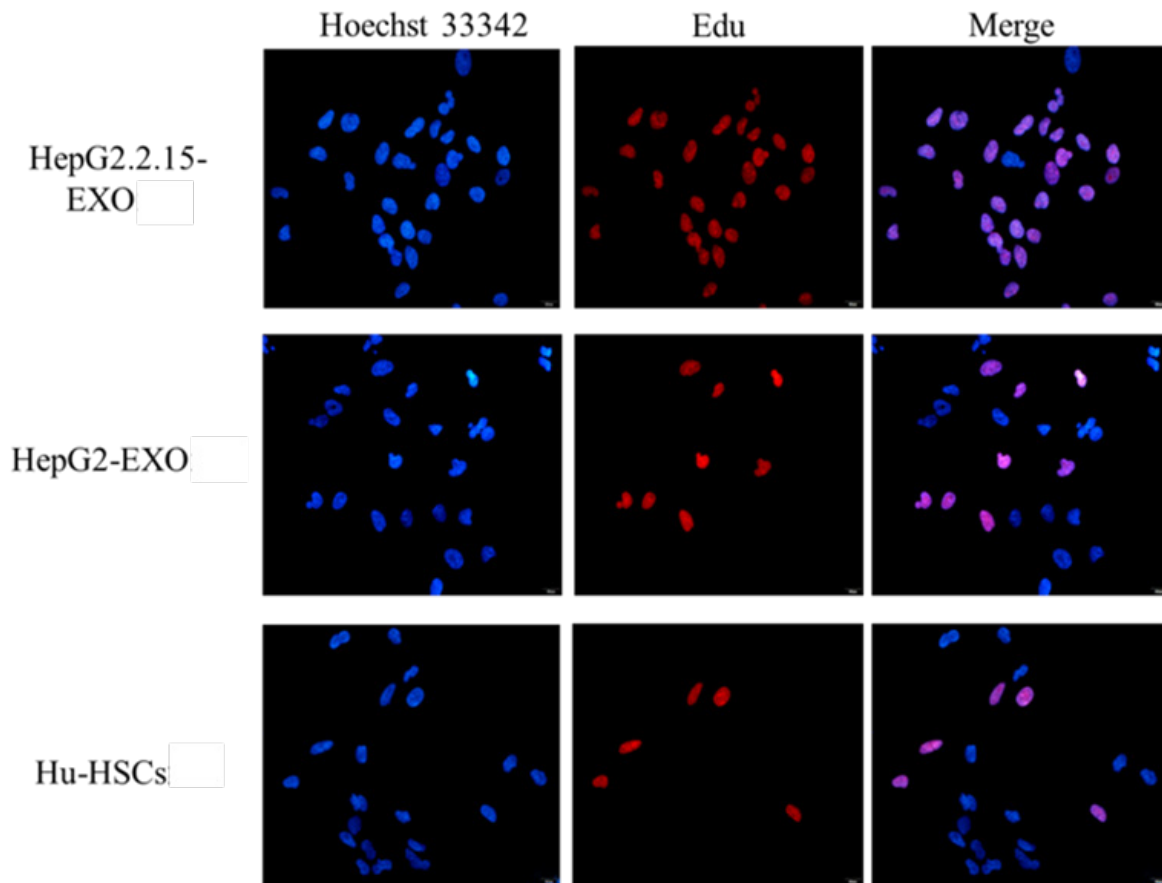 Hoechst 33342
Edu
Merge
HepG2.2.15-
EXO
HepG2-EXO
Hu-HSCs